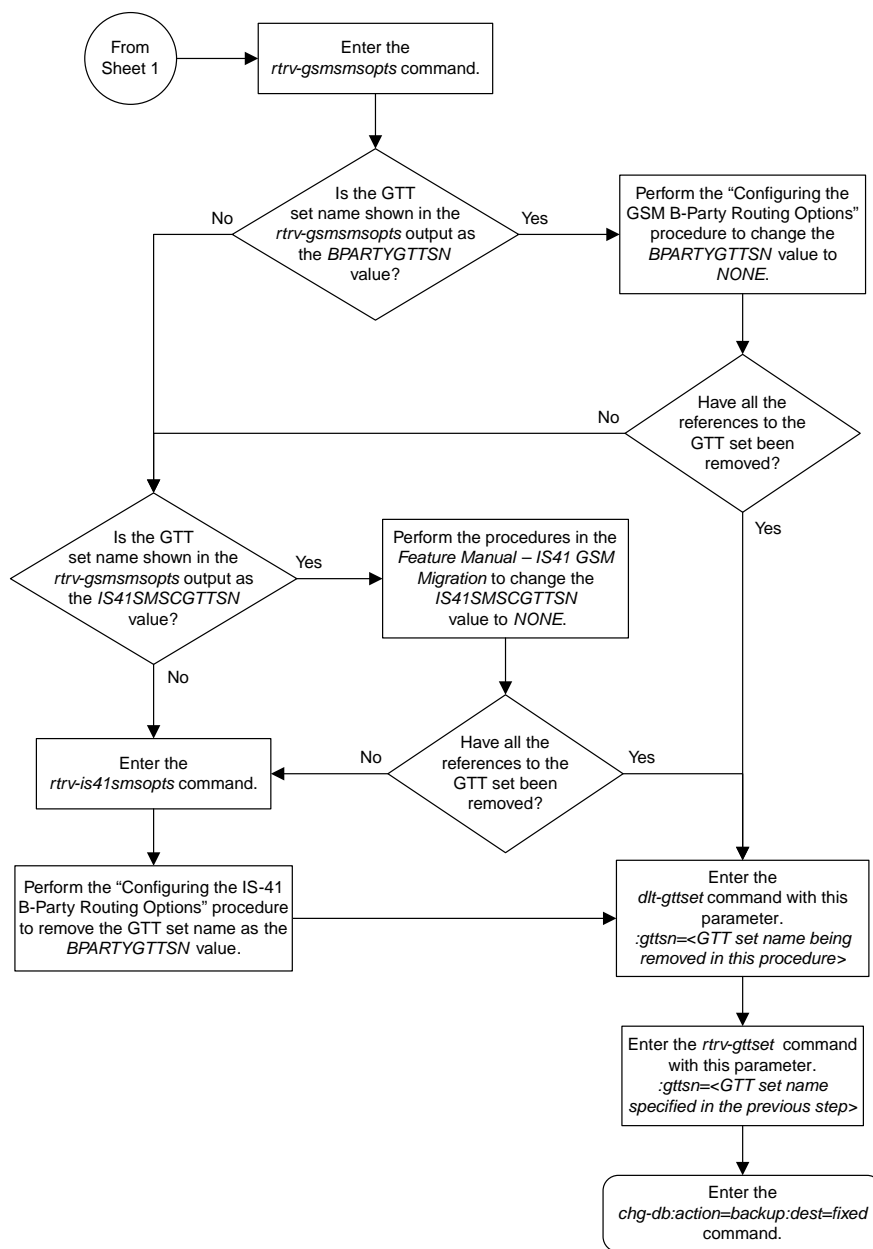 From
Sheet 1
Enter the
rtrv-gsmsmsopts command.
Is the GTT
set name shown in the
rtrv-gsmsmsopts output as
the BPARTYGTTSN
value?
No
Yes
Perform the “Configuring the
GSM B-Party Routing Options”
procedure to change the
BPARTYGTTSN value to
NONE.
Have all the
references to the
GTT set been
removed?
No
Yes
Is the GTT
set name shown in the
rtrv-gsmsmsopts output as
the IS41SMSCGTTSN
value?
Yes
No
Perform the procedures in the
Feature Manual – IS41 GSM
Migration to change the
IS41SMSCGTTSN
value to NONE.
Have all the
references to the
GTT set been
removed?
No
Yes
Enter the
rtrv-is41smsopts command.
Perform the “Configuring the IS-41
B-Party Routing Options” procedure
to remove the GTT set name as the
BPARTYGTTSN value.
Enter the
dlt-gttset command with this
parameter.
:gttsn=<GTT set name being
removed in this procedure>
Enter the rtrv-gttset command
with this parameter.
:gttsn=<GTT set name
specified in the previous step>
Enter the
chg-db:action=backup:dest=fixed
command.